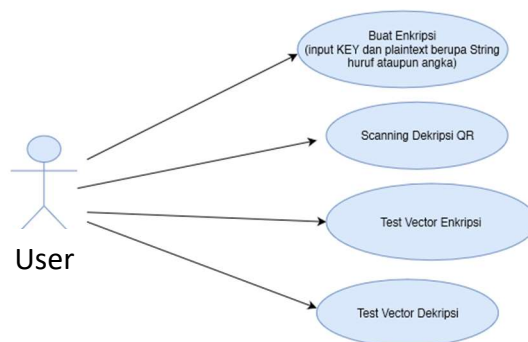 Buat Enkripsi
(input KEY dan plaintext berupa String
huruf ataupun angka)
Scanning Dekripsi QR
Test Vector Enkripsi
User
Test Vector Dekripsi